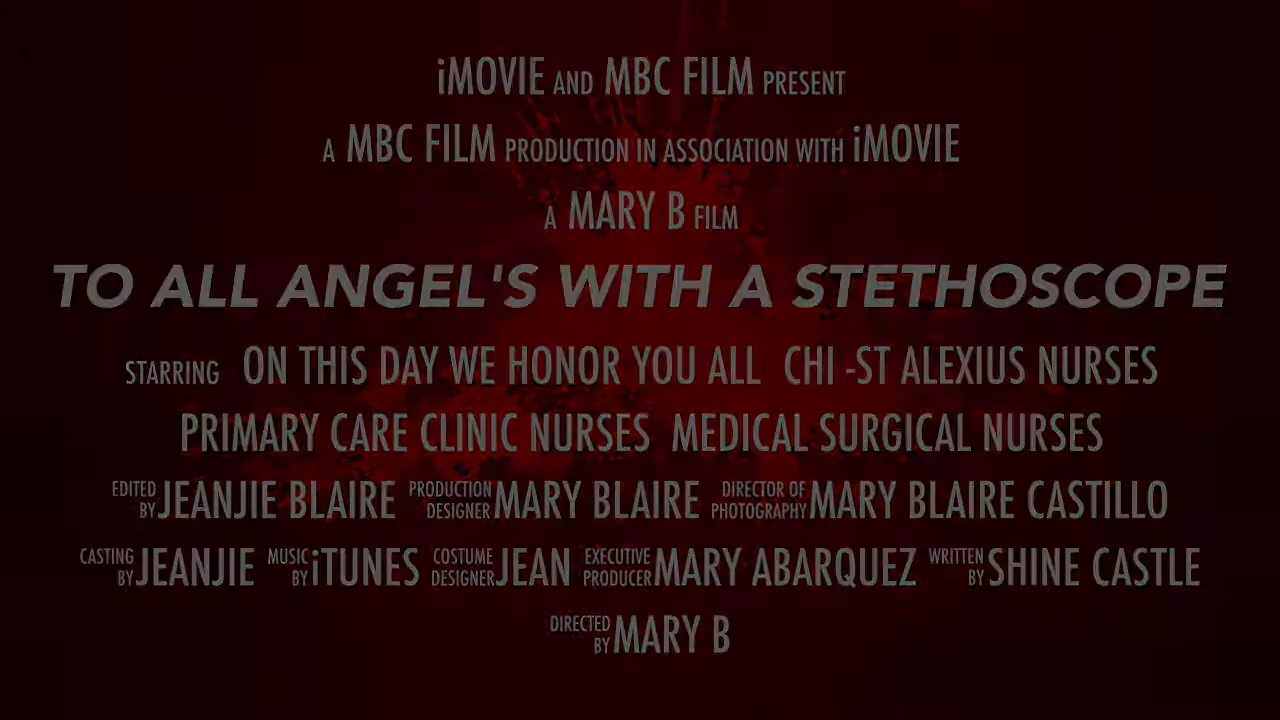 iMOVIE AND MBC FILM PRESENT
A MBC FILM PRODUCTION IN ASSOCIATION WITH iMOVIE
A MARY B FILM
TO ALL ANGEL'S WITH A STETHOSCOPE
STARRING ON THIS DAY WE HONOR YOU ALL CHI -ST ALEXIUS NURSES
PRIMARY CARE CLINIC NURSES MEDICAL SURGICAL NURSES
EDITED BY JEANJIE BLAIRE PRODUCTION DESIGNER MARY BLAIRE DIRECTOR OF PHOTOGRAPHY MARY BLAIRE CASTILLO
CASTING BY JEANJIE MUSIC BY iTUNES COSTUME DESIGNER JEAN EXECUTIVE PRODUCER MARY ABARQUEZ WRITTEN BY SHINE CASTLE
DIRECTED BY MARY B